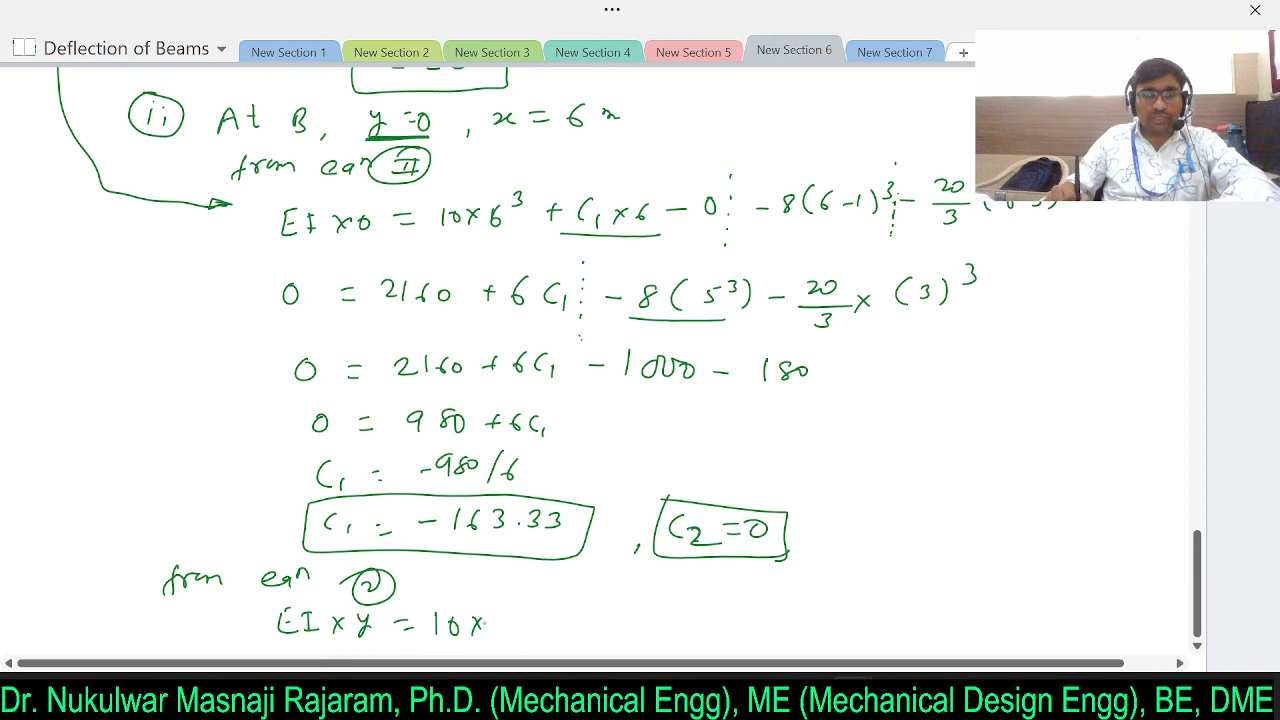 Deflection of Beams New Section 1 New Section 2 New Section 3 New Section 4 New Section 5 New Section 6 New Section 7 +
ii At B, y=0, x = 6 m
from eqn II
EI x 0 = 10 x 6³ + C₁ x 6 - 0 - 8(6-1)³ - 20/3
0 = 2160 + 6 C₁ - 8(5³) - 20/3 x (3)³
0 = 2160 + 6C₁ - 1000 - 180
0 = 980 + 6C₁
C₁ = -980/6
C₁ = -163.33 , C₂ = 0
from eqn 2
EI x y = 10 x
Dr. Nukulwar Masnaji Rajaram, Ph.D. (Mechanical Engg), ME (Mechanical Design Engg), BE, DME